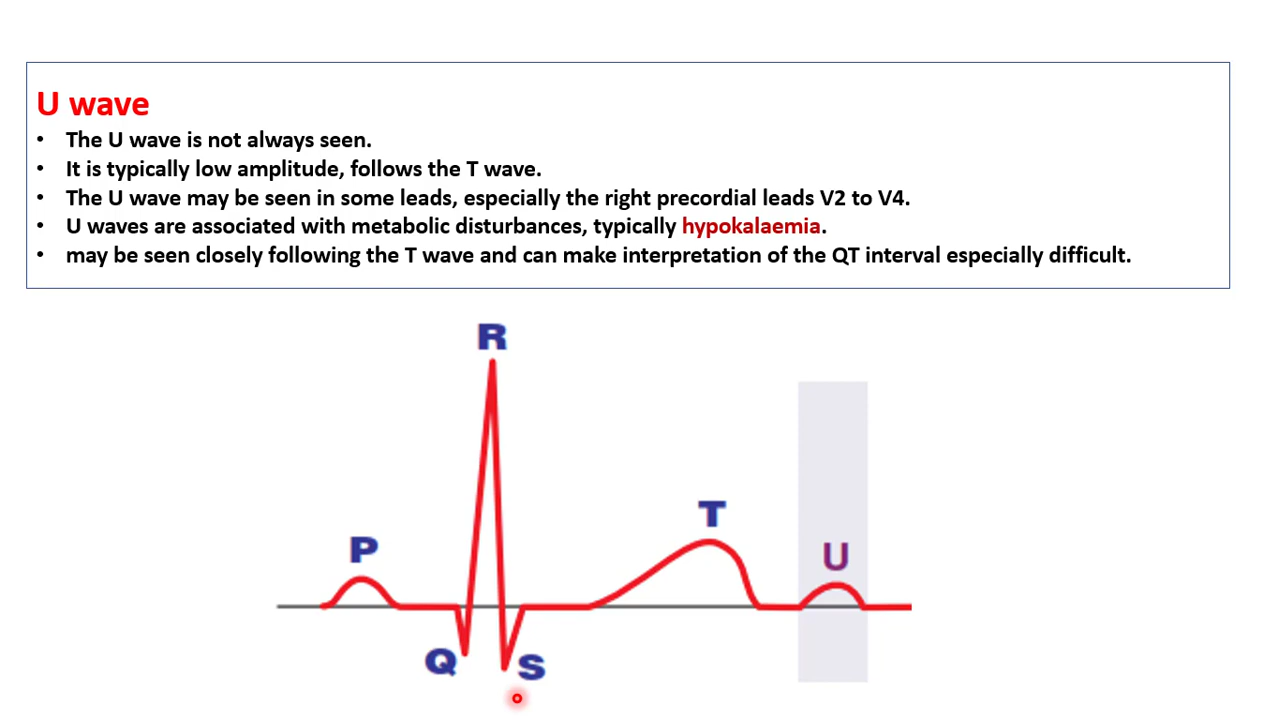 U wave
• The U wave is not always seen.
• It is typically low amplitude, follows the T wave.
• The U wave may be seen in some leads, especially the right precordial leads V2 to V4.
• U waves are associated with metabolic disturbances, typically hypokalaemia.
• may be seen closely following the T wave and can make interpretation of the QT interval especially difficult.
R
T
P
U
Q
S